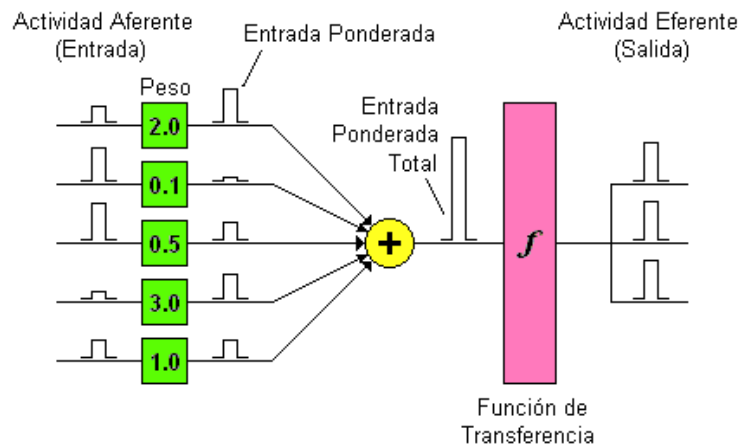 Actividad Aferente
(Entrada)
Entrada Ponderada
Actividad Eferente
(Salida)
Peso
2.0
0.1
0.5
3.0
1.0
Entrada
Ponderada
Total
+
f
Función de
Transferencia